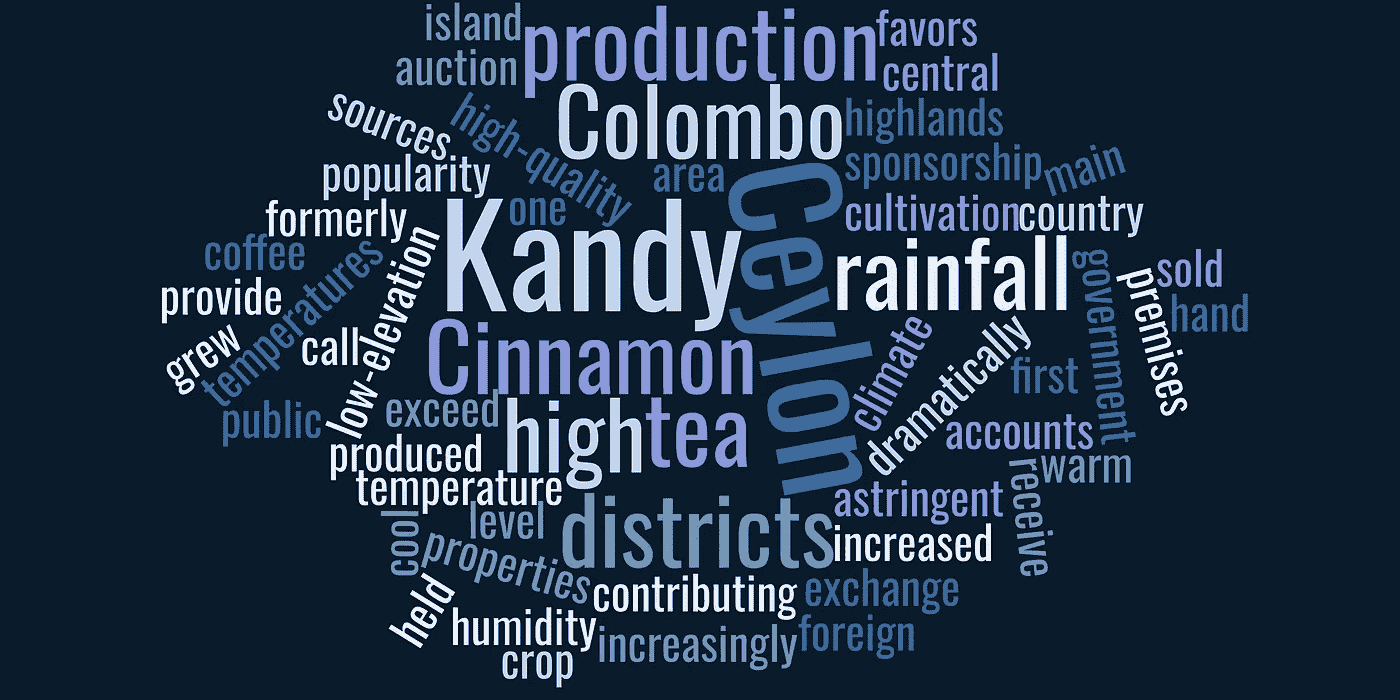 island
production
favors
auction
central
Colombo
sources
high-quality
highlands
popularity
area
sponsorship
main
formerly
one
Kandy
Ceylon
cultivation
country
coffee
temperatures
low-elevation
rainfall
government
sold
provide
premises
hand
grew
call
Cinnamon
climate
dramatically
first
public
exceed
high
tea
accounts
produced
warm
temperature
receive
level
districts
astringent
cool
properties
increased
held
contributing
exchange
humidity
increasingly
foreign
crop